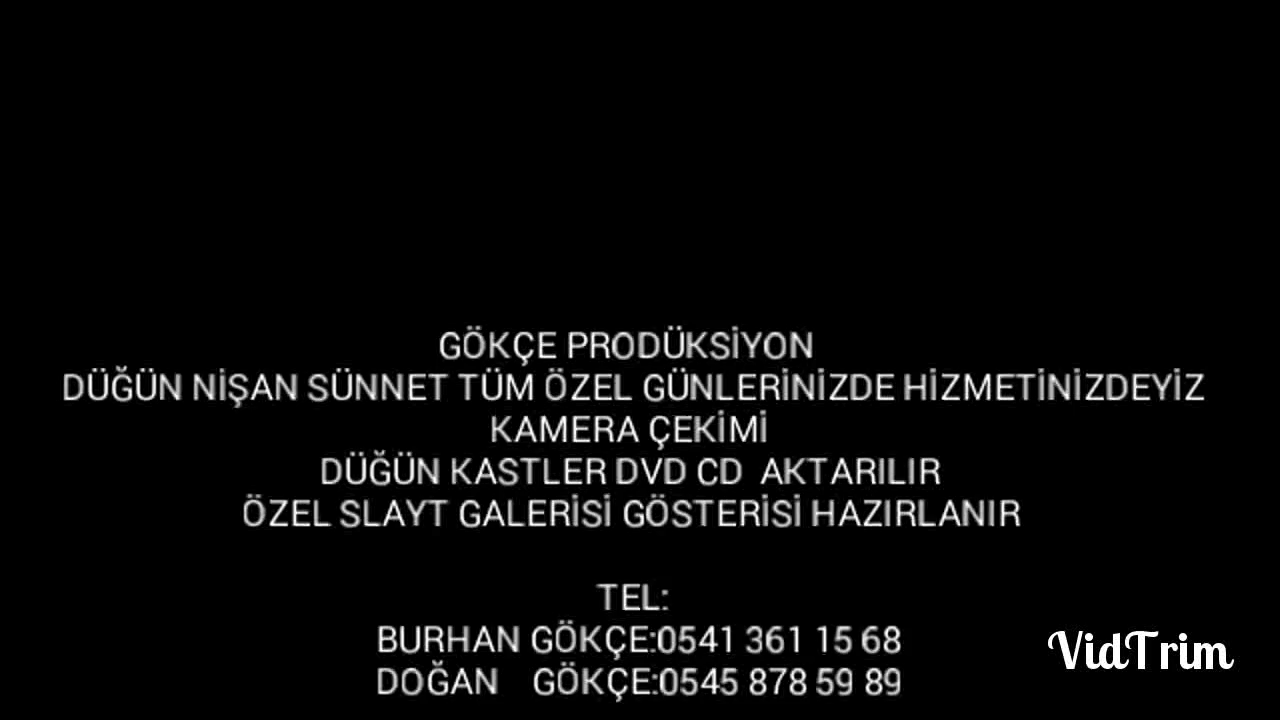 GÖKÇE PRODÜKSİYON
DÜĞÜN NİŞAN SÜNNET TÜM ÖZEL GÜNLERİNİZDE HİZMETİNİZDEYİZ
KAMERA ÇEKİMİ
DÜĞÜN KASTLER DVD CD AKTARILIR
ÖZEL SLAYT GALERİSİ GÖSTERİSİ HAZIRLANIR
TEL:
BURHAN GÖKÇE:0541 361 15 68
DOĞAN GÖKÇE:0545 878 59 89
VidTrim